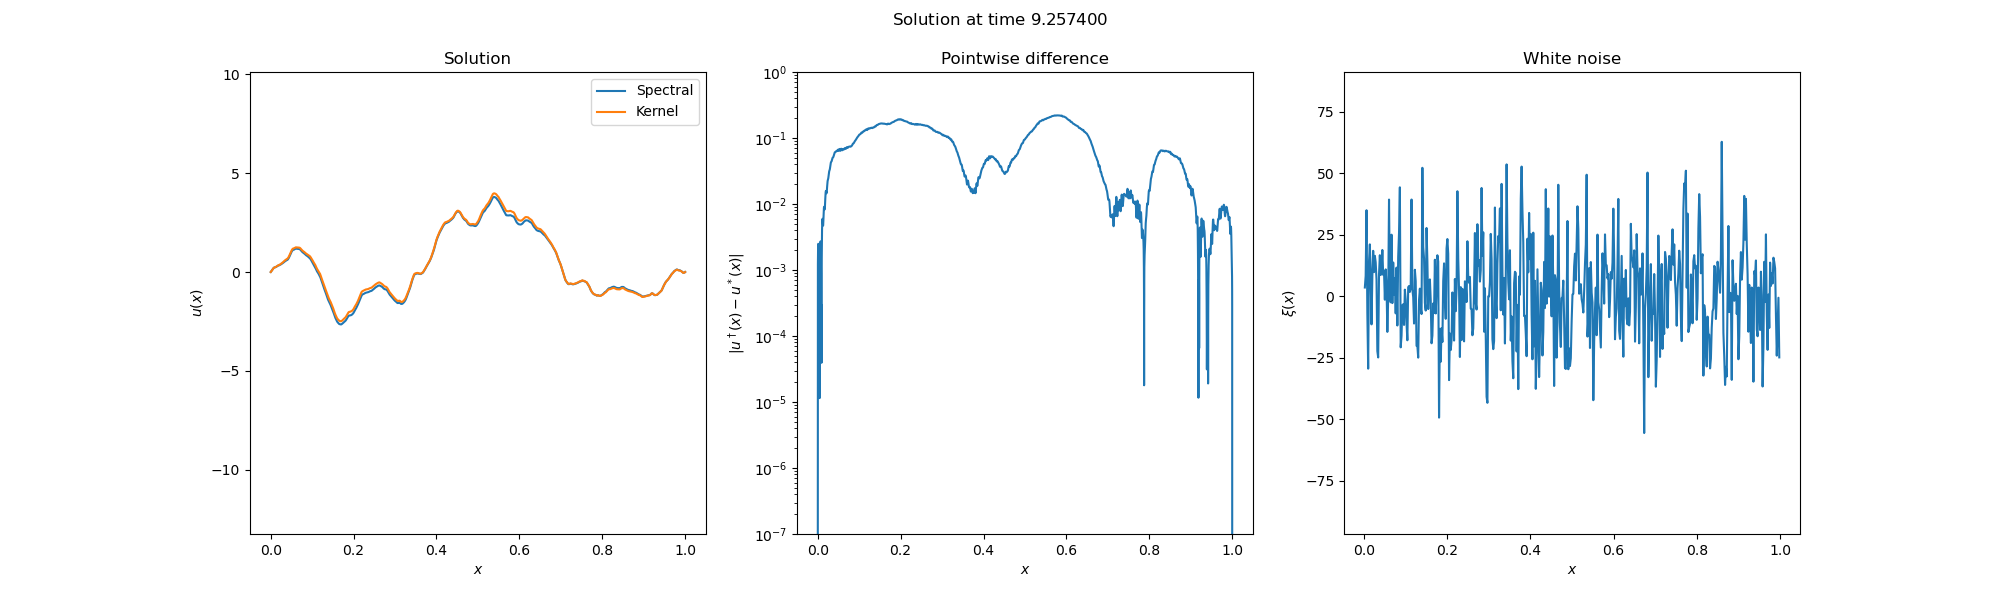 Solution at time 9.257400
Solution
10
5
0
−5
−10
u(x)
0.0 0.2 0.4 0.6 0.8 1.0
x
Spectral
Kernel
Pointwise difference
10⁰
10⁻¹
10⁻²
10⁻³
10⁻⁴
10⁻⁵
10⁻⁶
10⁻⁷
|u†(x) − u*(x)|
0.0 0.2 0.4 0.6 0.8 1.0
x
White noise
75
50
25
0
−25
−50
−75
ξ(x)
0.0 0.2 0.4 0.6 0.8 1.0
x